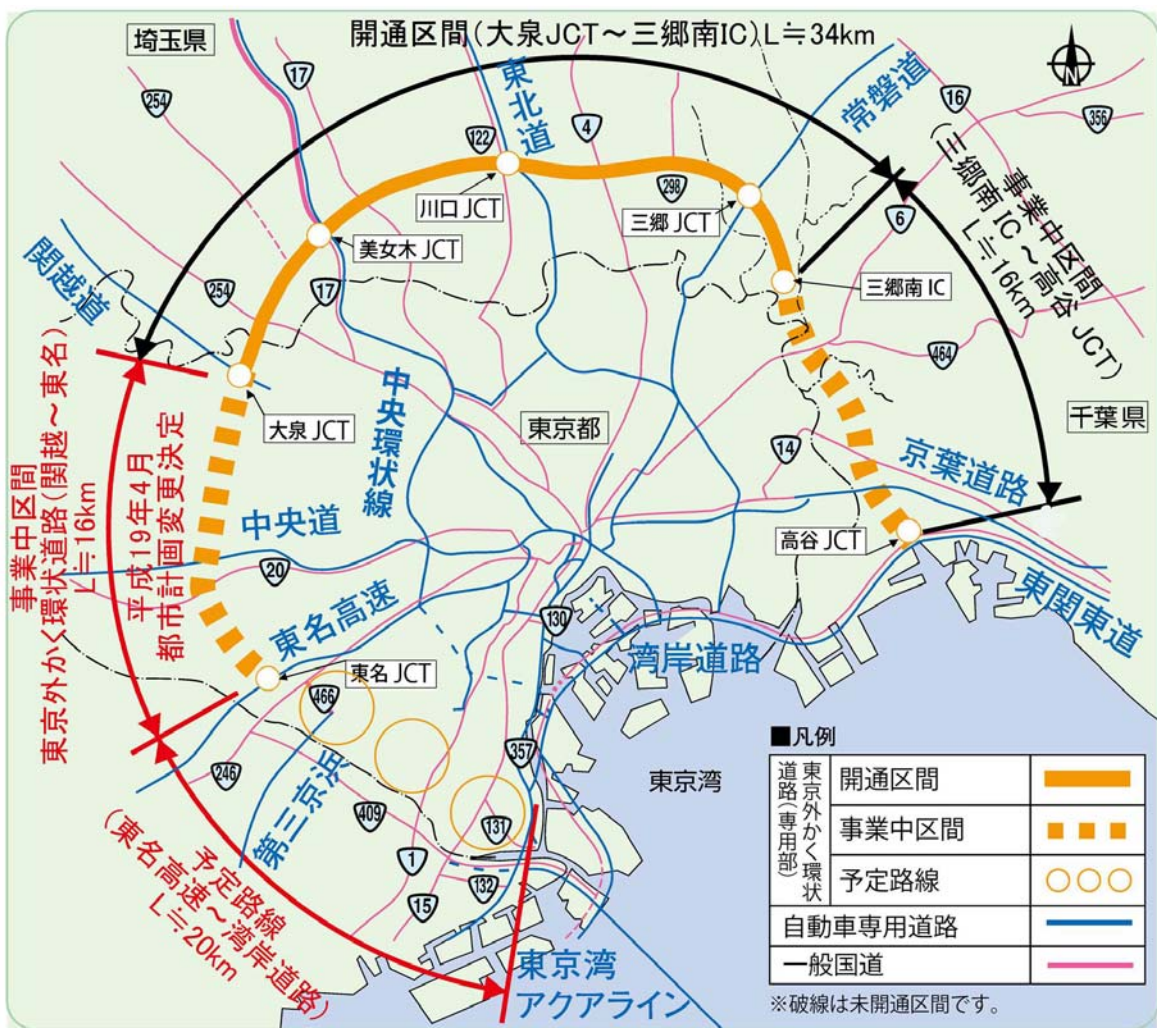 開通区間(大泉JCT～三郷南IC)L≒34km
埼玉県
N
17
254
東北道
122
4
常磐道
16
356
298
川口JCT
三郷JCT
美女木JCT
6
事業中区間
(三郷南IC～高谷JCT)
L≒16km
三郷南IC
関越道
254
17
464
大泉JCT
中央環状線
東京都
千葉県
14
京葉道路
事業中区間
東京外かく環状道路(関越～東名)
L≒16km
平成19年4月
都市計画変更決定
中央道
20
高谷JCT
東関東道
東名高速
130
湾岸道路
東名JCT
466
246
第三京浜
357
東京湾
409
131
1
132
15
予定路線
(東名高速～湾岸道路)
L≒20km
東京湾
アクアライン
■凡例
東京外かく環状
道路(専用部)
開通区間
事業中区間
予定路線
自動車専用道路
一般国道
※破線は未開通区間です。